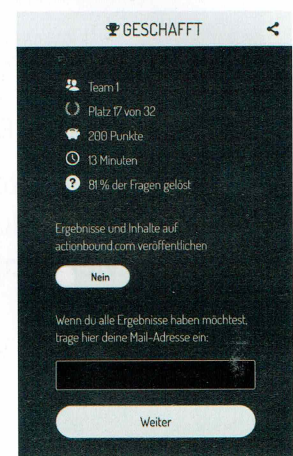 GESCHAFFT
Team 1
Platz 17 von 32
200 Punkte
13 Minuten
81 % der Fragen gelöst
Ergebnisse und Inhalte auf
actionbound.com veröffentlichen
Nein
Wenn du alle Ergebnisse haben möchtest,
trage hier deine Mail-Adresse ein:
Weiter